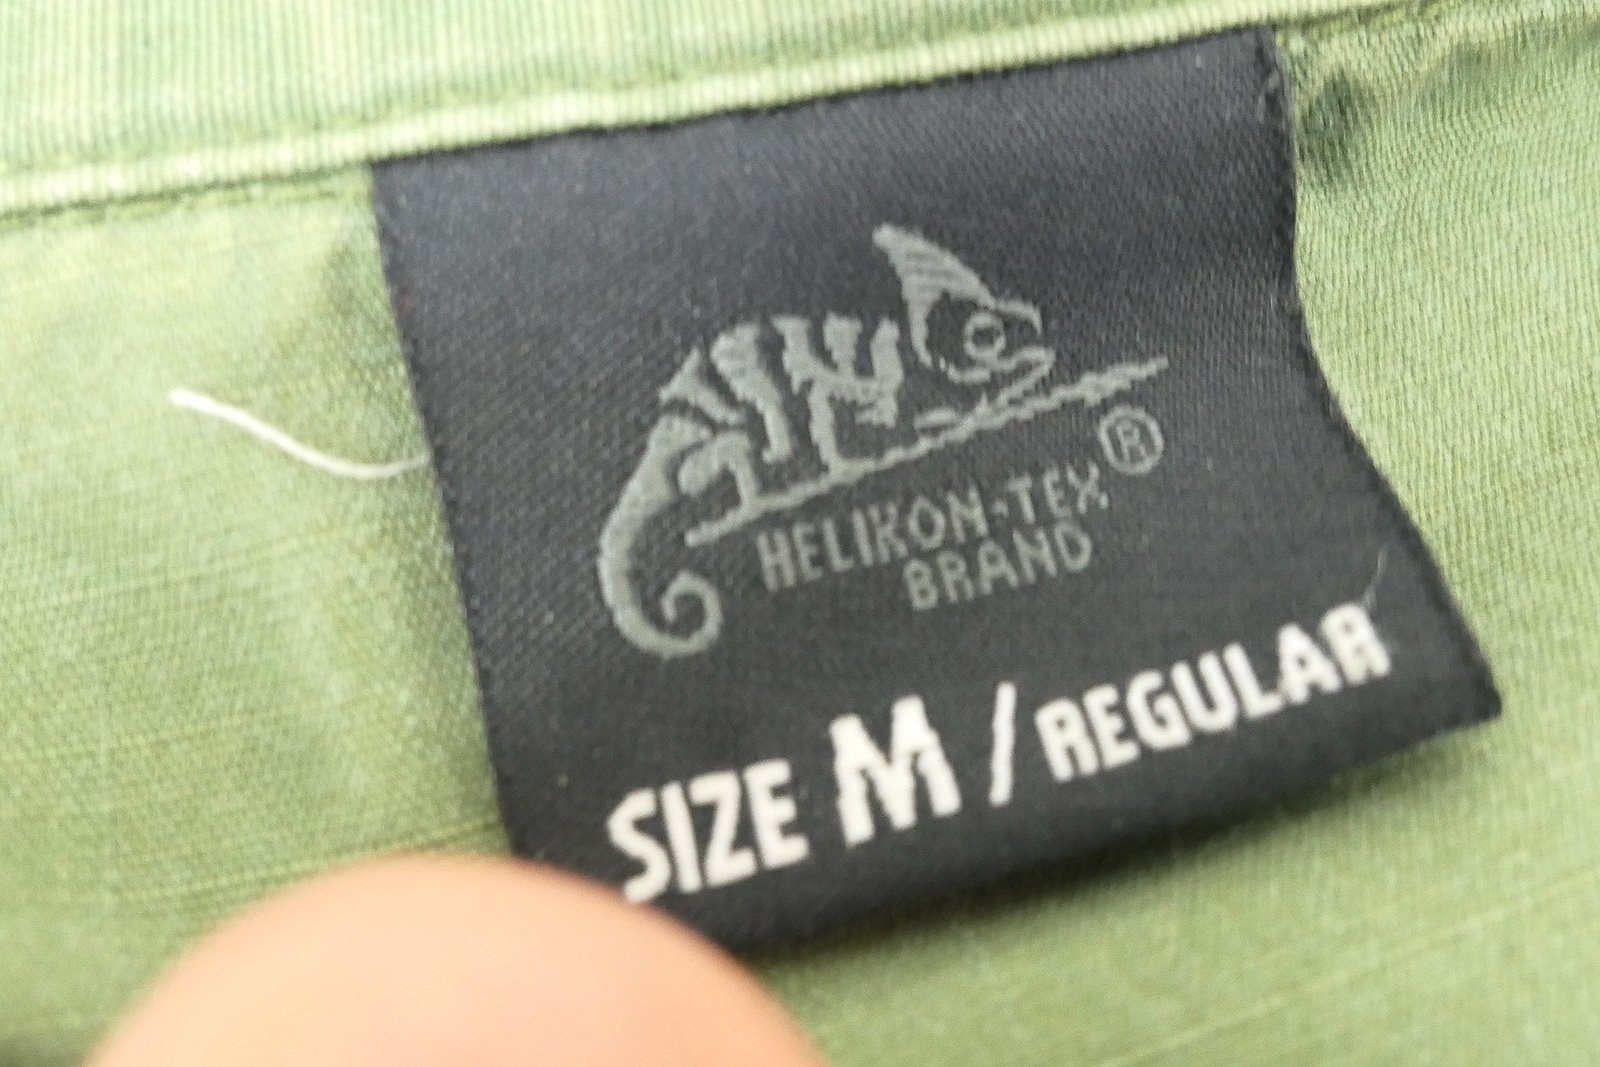 HELIKON-TEX®
BRAND
SIZE M / REGULAR